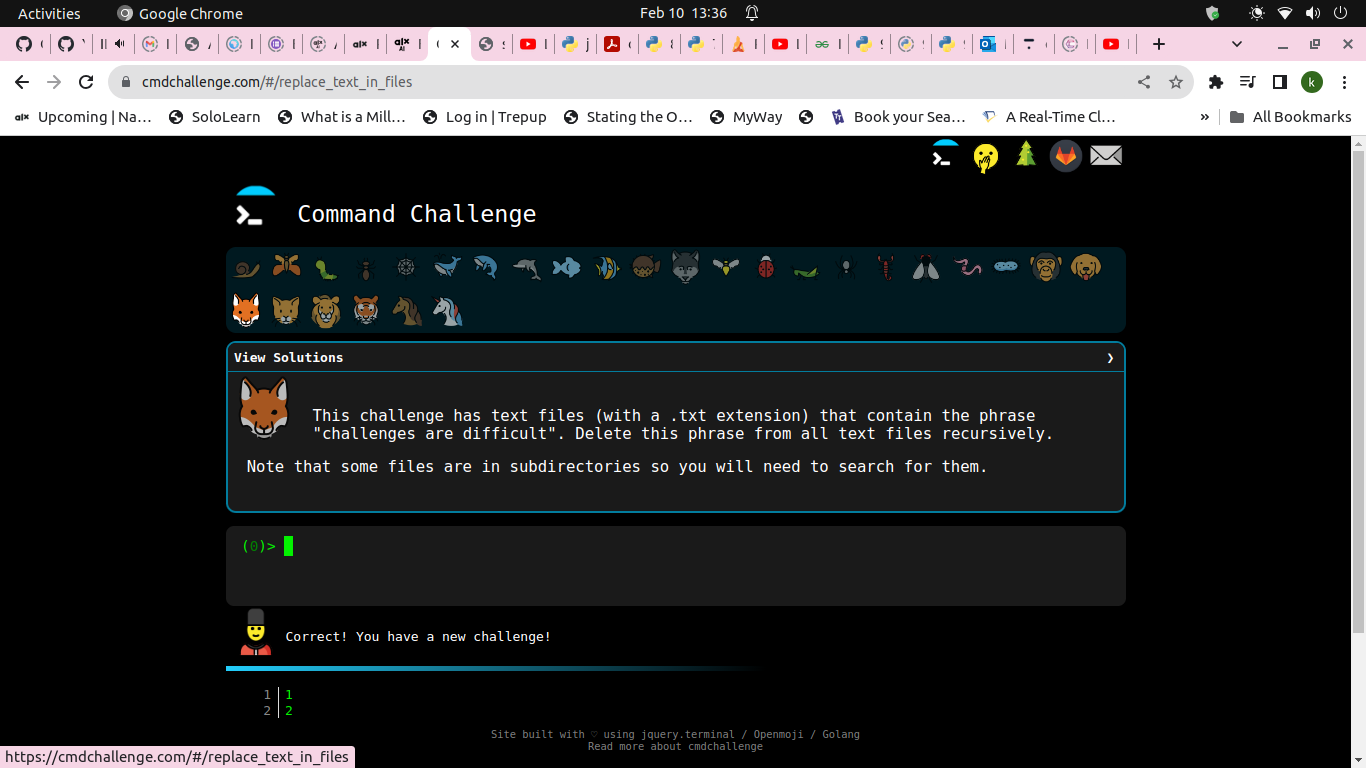 Activities
Google Chrome
Feb 10 13:36
cmdchallenge.com/#/replace_text_in_files
k
Upcoming | Na…
SoloLearn
What is a Mill…
Log in | Trepup
Stating the O…
MyWay
Book your Sea…
A Real-Time Cl…
»
All Bookmarks
Command Challenge
View Solutions
This challenge has text files (with a .txt extension) that contain the phrase
"challenges are difficult". Delete this phrase from all text files recursively.
Note that some files are in subdirectories so you will need to search for them.
(0)>
Correct! You have a new challenge!
1 1
2 2
Site built with ♡ using jquery.terminal / Openmoji / Golang
Read more about cmdchallenge
https://cmdchallenge.com/#/replace_text_in_files